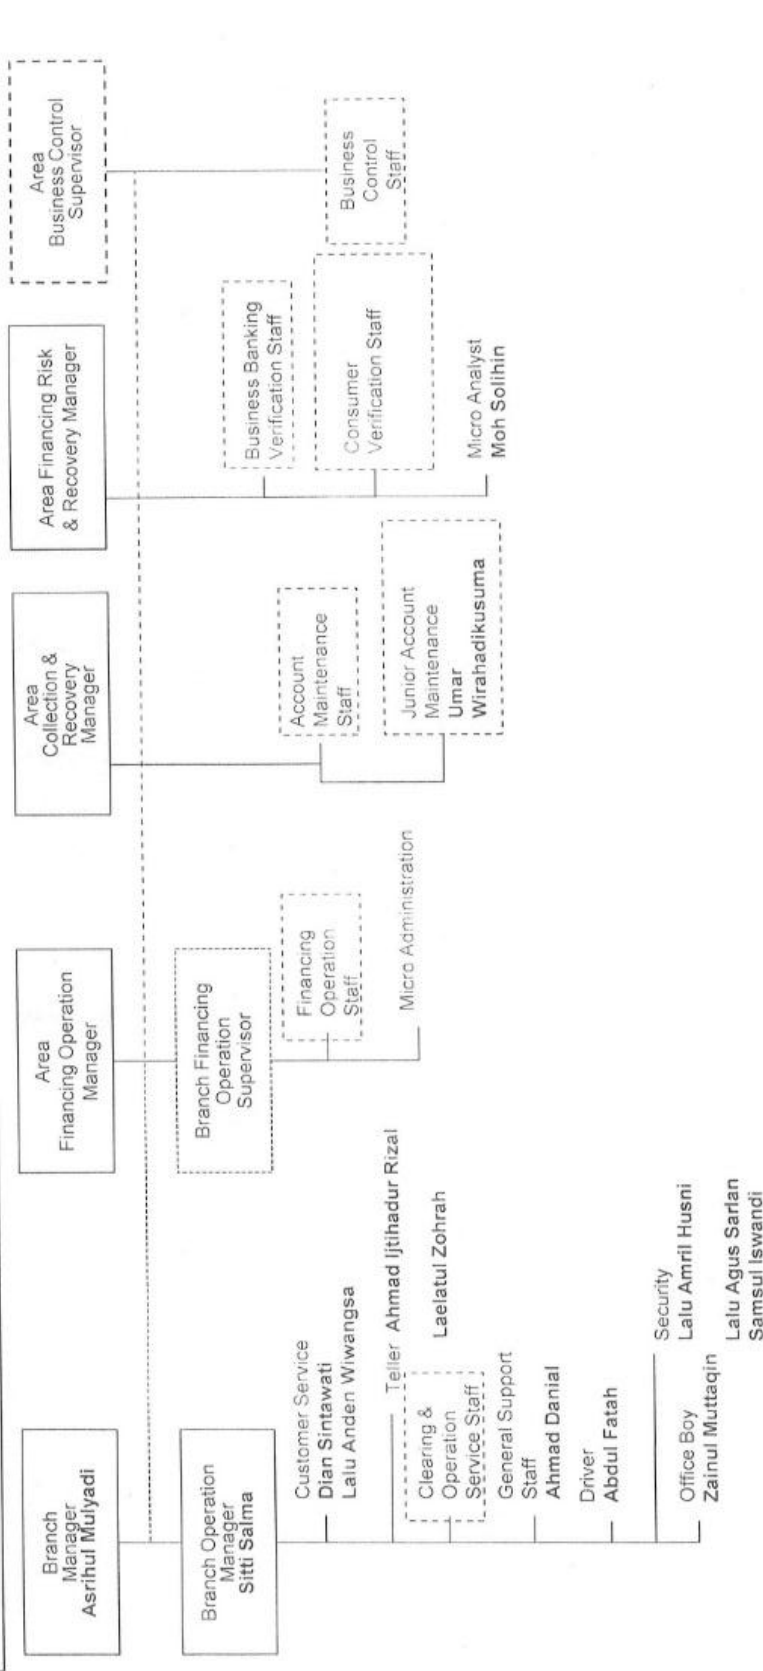 Branch
Manager
Asrihul Mulyadi
Branch Operation
Manager
Sitti Salma
Customer Service
Dian Sintawati
Lalu Anden Wiwangsa
Teller Ahmad Ijtihadur Rizal
Laelatul Zohrah
Clearing &
Operation
Service Staff
General Support
Staff
Ahmad Danial
Driver
Abdul Fatah
Security
Lalu Amril Husni
Lalu Agus Sarlan
Samsul Iswandi
Office Boy
Zainul Muttaqin
Area
Financing Operation
Manager
Branch Financing
Operation
Supervisor
Financing
Operation
Staff
Micro Administration
Area
Collection &
Recovery
Manager
Account
Maintenance
Staff
Junior Account
Maintenance
Umar
Wirahadikusuma
Area Financing Risk
& Recovery Manager
Business Banking
Verification Staff
Consumer
Verification Staff
Micro Analyst
Moh Solihin
Area
Business Control
Supervisor
Business
Control
Staff